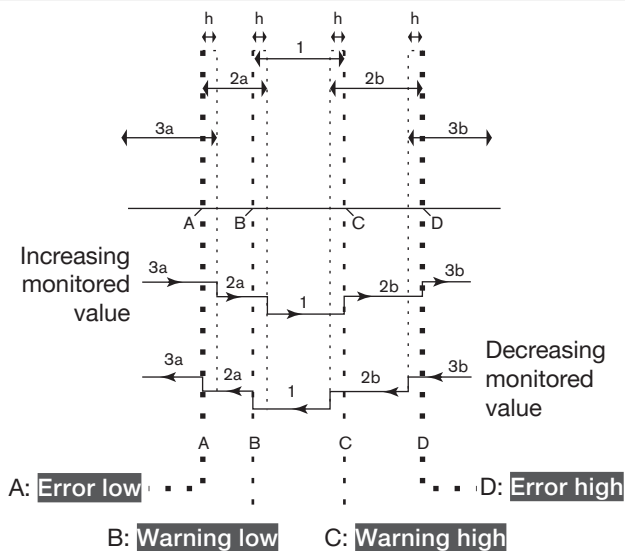 h h h h
1
2a 2b
3a 3b
A B C D
Increasing
monitored
value
3a 2a 1 2b 3b
3a 2a 1 2b 3b
Decreasing
monitored
value
A B C D
A: Error low D: Error high
B: Warning low C: Warning high